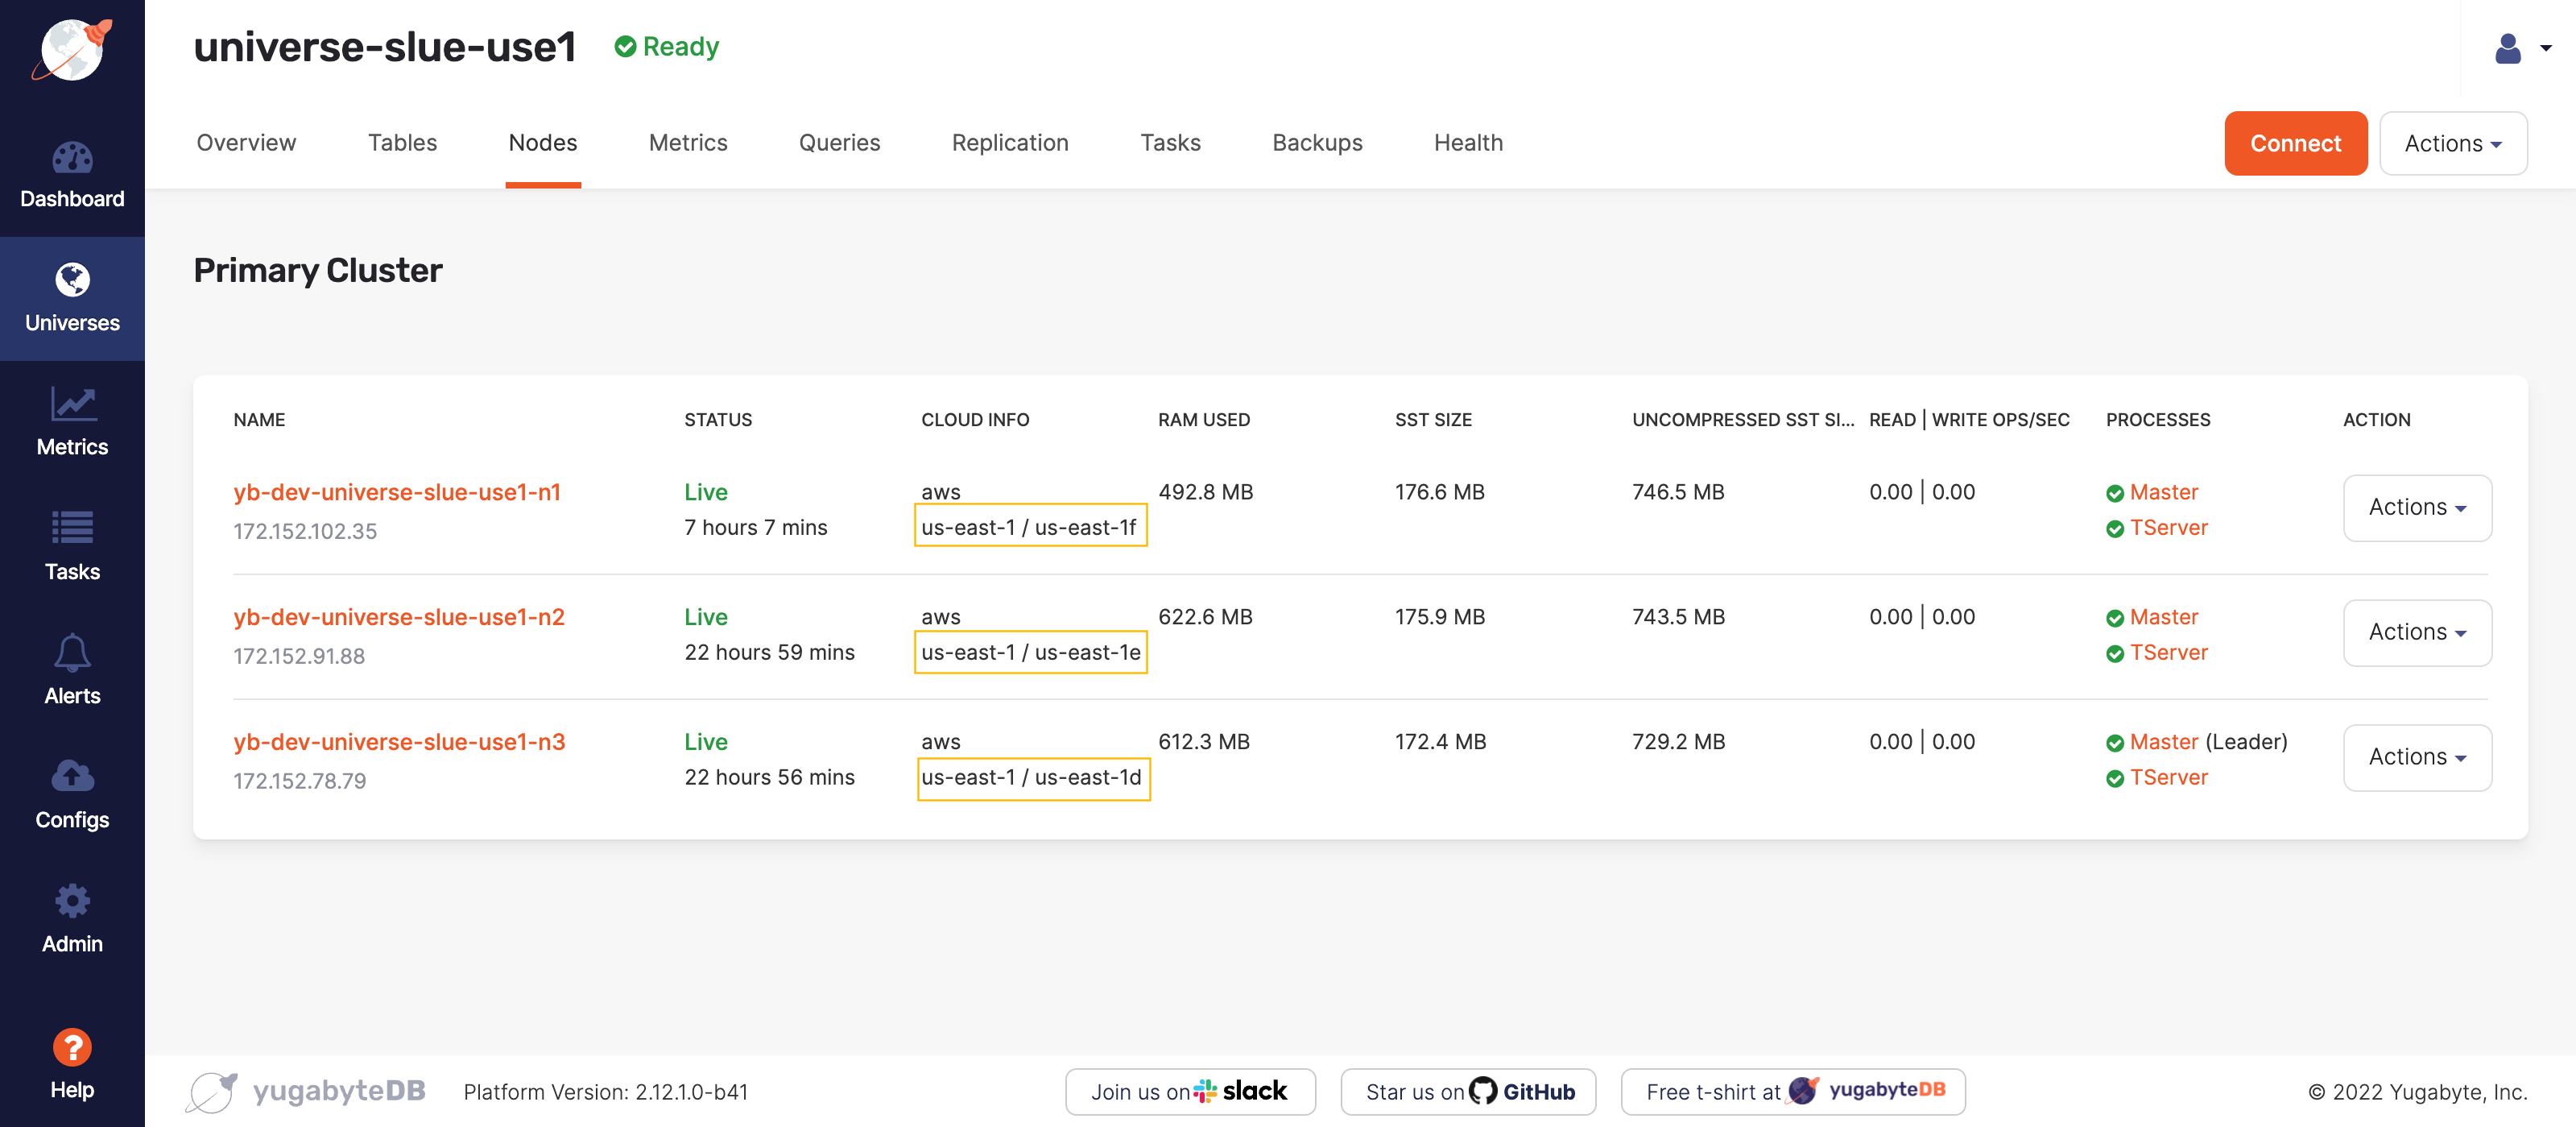 universe-slue-use1 Ready
Overview Tables Nodes Metrics Queries Replication Tasks Backups Health Connect Actions
Dashboard
Universes
Metrics
Tasks
Alerts
Configs
Admin
Help
Primary Cluster
NAME STATUS CLOUD INFO RAM USED SST SIZE UNCOMPRESSED SST SI... READ | WRITE OPS/SEC PROCESSES ACTION
yb-dev-universe-slue-use1-n1 Live aws 492.8 MB 176.6 MB 746.5 MB 0.00 | 0.00 Master Actions
172.152.102.35 7 hours 7 mins us-east-1 / us-east-1f TServer
yb-dev-universe-slue-use1-n2 Live aws 622.6 MB 175.9 MB 743.5 MB 0.00 | 0.00 Master Actions
172.152.91.88 22 hours 59 mins us-east-1 / us-east-1e TServer
yb-dev-universe-slue-use1-n3 Live aws 612.3 MB 172.4 MB 729.2 MB 0.00 | 0.00 Master (Leader) Actions
172.152.78.79 22 hours 56 mins us-east-1 / us-east-1d TServer
yugabyteDB Platform Version: 2.12.1.0-b41 Join us on slack Star us on GitHub Free t-shirt at yugabyteDB © 2022 Yugabyte, Inc.